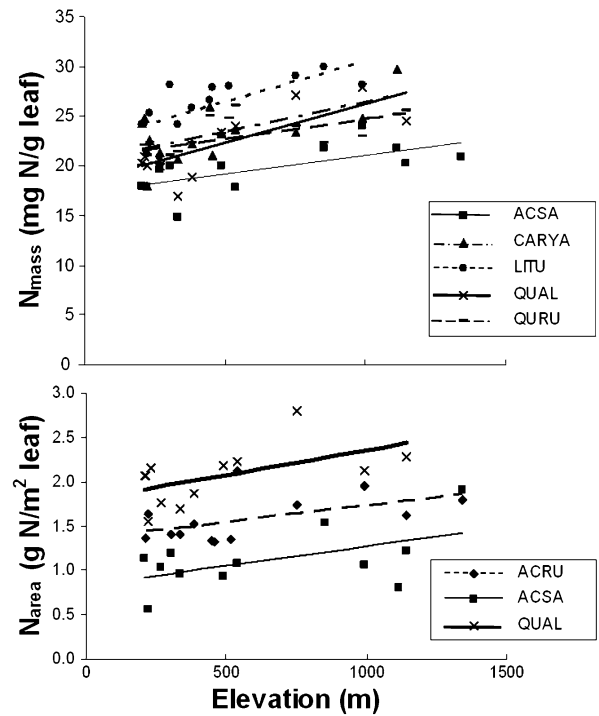 35
30
25
20
15
10
5
0
N_mass (mg N/g leaf)
ACSA
CARYA
LITU
QUAL
QURU
3.0
2.5
2.0
1.5
1.0
0.5
0.0
N_area (g N/m² leaf)
ACRU
ACSA
QUAL
0
500
1000
1500
Elevation (m)